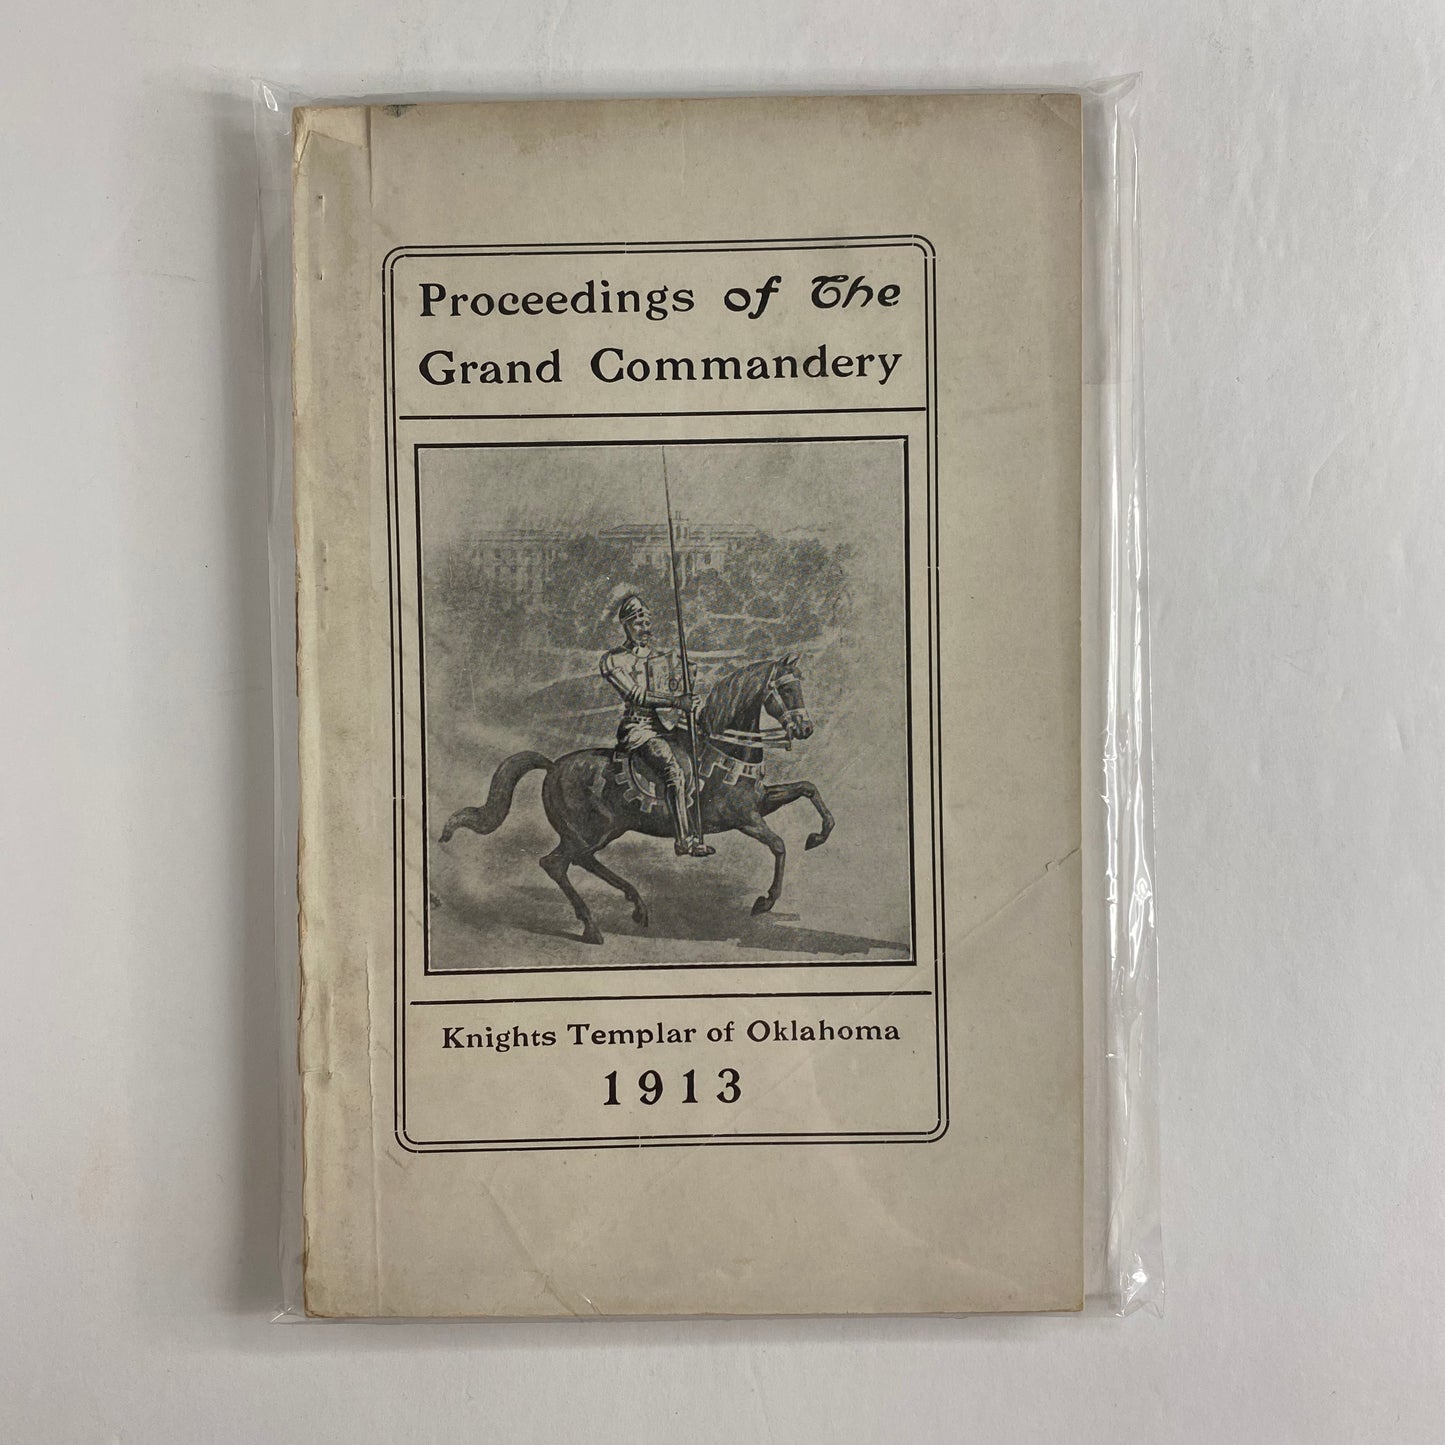 Proceedings of The
Grand Commandery
Knights Templar of Oklahoma
1913